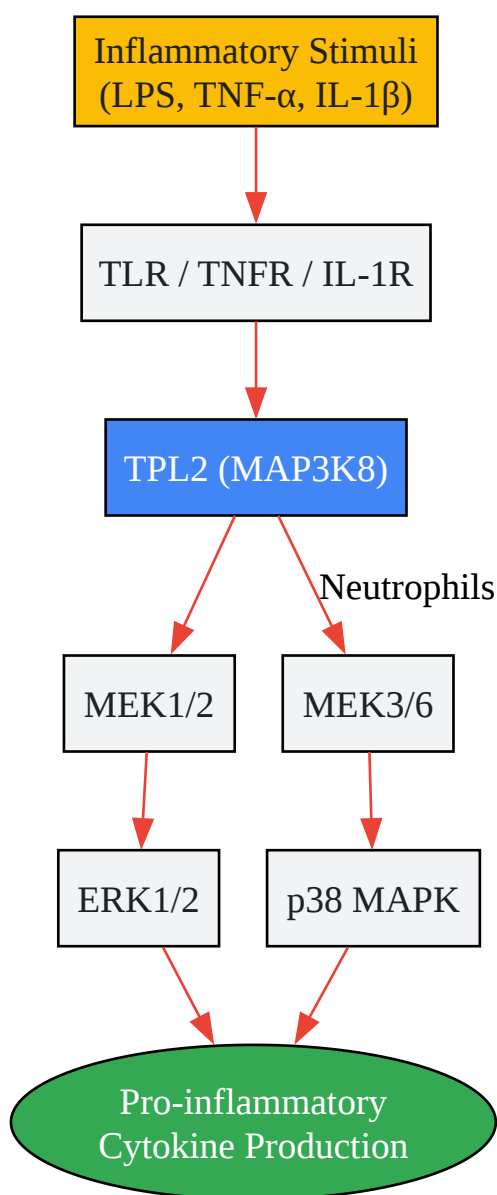 Inflammatory Stimuli
(LPS, TNF-α, IL-1β)
TLR / TNFR / IL-1R
TPL2 (MAP3K8)
Neutrophils
MEK1/2
MEK3/6
ERK1/2
p38 MAPK
Pro-inflammatory
Cytokine Production